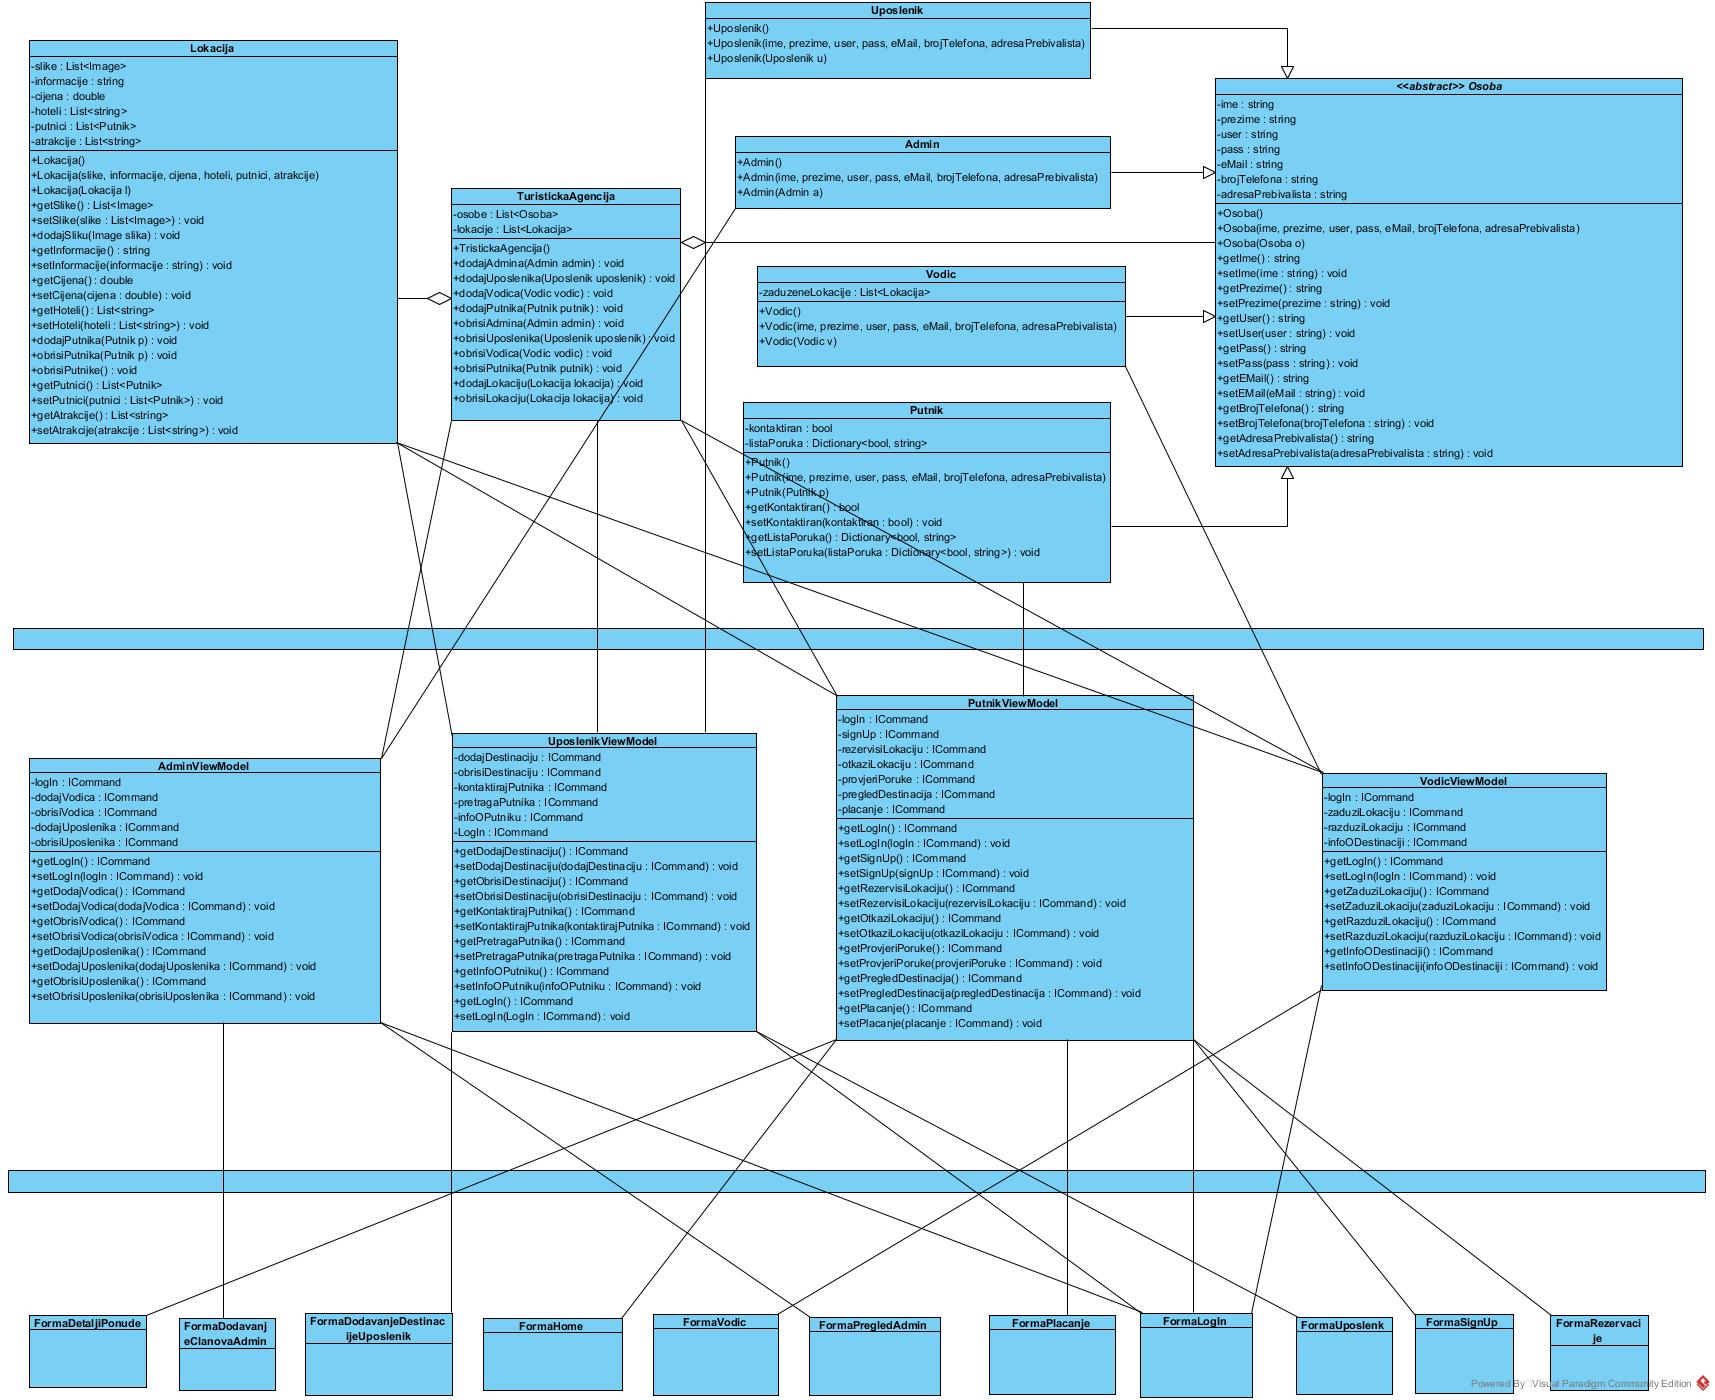 Uposlenik
+Uposlenik()
+Uposlenik(ime, prezime, user, pass, eMail, brojTelefona, adresaPrebivalista)
+Uposlenik(Uposlenik u)
Lokacija
-slike : List<Image>
-informacije : string
-cijena : double
-hoteli : List<string>
-putnici : List<Putnik>
-atrakcije : List<string>
+Lokacija()
+Lokacija(slike, informacije, cijena, hoteli, putnici, atrakcije)
+Lokacija(Lokacija l)
+getSlike() : List<Image>
+setSlike(slike : List<Image>) : void
+dodajSliku(Image slika) : void
+getInformacije() : string
+setInformacije(informacije : string) : void
+getCijena() : double
+setCijena(cijena : double) : void
+getHoteli() : List<string>
+setHoteli(hoteli : List<string>) : void
+dodajPutnika(Putnik p) : void
+obrisiPutnika(Putnik p) : void
+obrisiPutnike() : void
+getPutnici() : List<Putnik>
+setPutnici(putnici : List<Putnik>) : void
+getAtrakcije() : List<string>
+setAtrakcije(atrakcije : List<string>) : void
<<abstract>> Osoba
-ime : string
-prezime : string
-user : string
-pass : string
-eMail : string
-brojTelefona : string
-adresaPrebivalista : string
+Osoba()
+Osoba(ime, prezime, user, pass, eMail, brojTelefona, adresaPrebivalista)
+Osoba(Osoba o)
+getIme() : string
+setIme(ime : string) : void
+getPrezime() : string
+setPrezime(prezime : string) : void
+getUser() : string
+setUser(user : string) : void
+getPass() : string
+setPass(pass : string) : void
+getEMail() : string
+setEMail(eMail : string) : void
+getBrojTelefona() : string
+setBrojTelefona(brojTelefona : string) : void
+getAdresaPrebivalista() : string
+setAdresaPrebivalista(adresaPrebivalista : string) : void
Admin
+Admin()
+Admin(ime, prezime, user, pass, eMail, brojTelefona, adresaPrebivalista)
+Admin(Admin a)
TuristickaAgencija
-osobe : List<Osoba>
-lokacije : List<Lokacija>
+TristickaAgencija()
+dodajAdmina(Admin admin) : void
+dodajUposlenika(Uposlenik uposlenik) : void
+dodajVodica(Vodic vodic) : void
+dodajPutnika(Putnik putnik) : void
+obrisiAdmina(Admin admin) : void
+obrisiUposlenika(Uposlenik uposlenik) : void
+obrisiVodica(Vodic vodic) : void
+obrisiPutnika(Putnik putnik) : void
+dodajLokaciju(Lokacija lokacija) : void
+obrisiLokaciju(Lokacija lokacija) : void
Vodic
-zaduzeneLokacije : List<Lokacija>
+Vodic()
+Vodic(ime, prezime, user, pass, eMail, brojTelefona, adresaPrebivalista)
+Vodic(Vodic v)
Putnik
-kontaktiran : bool
-listaPoruka : Dictionary<bool, string>
+Putnik()
+Putnik(ime, prezime, user, pass, eMail, brojTelefona, adresaPrebivalista)
+Putnik(Putnik p)
+getKontaktiran() : bool
+setKontaktiran(kontaktiran : bool) : void
+getListaPoruka() : Dictionary<bool, string>
+setListaPoruka(listaPoruka : Dictionary<bool, string>) : void
AdminViewModel
-logIn : ICommand
-dodajVodica : ICommand
-obrisiVodica : ICommand
-dodajUposlenika : ICommand
-obrisiUposlenika : ICommand
+getLogIn() : ICommand
+setLogIn(logIn : ICommand) : void
+getDodajVodica() : ICommand
+setDodajVodica(dodajVodica : ICommand) : void
+getObrisiVodica() : ICommand
+setObrisiVodica(obrisiVodica : ICommand) : void
+getDodajUposlenika() : ICommand
+setDodajUposlenika(dodajUposlenika : ICommand) : void
+getObrisiUposlenika() : ICommand
+setObrisiUposlenika(obrisiUposlenika : ICommand) : void
UposlenikViewModel
-dodajDestinaciju : ICommand
-obrisiDestinaciju : ICommand
-kontaktirajPutnika : ICommand
-pretragaPutnika : ICommand
-infoOPutniku : ICommand
-LogIn : ICommand
+getDodajDestinaciju() : ICommand
+setDodajDestinaciju(dodajDestinaciju : ICommand) : void
+getObrisiDestinaciju() : ICommand
+setObrisiDestinaciju(obrisiDestinaciju : ICommand) : void
+getKontaktirajPutnika() : ICommand
+setKontaktirajPutnika(kontaktirajPutnika : ICommand) : void
+getPretragaPutnika() : ICommand
+setPretragaPutnika(pretragaPutnika : ICommand) : void
+getInfoOPutniku() : ICommand
+setInfoOPutniku(infoOPutniku : ICommand) : void
+getLogIn() : ICommand
+setLogIn(LogIn : ICommand) : void
PutnikViewModel
-logIn : ICommand
-signUp : ICommand
-rezervisiLokaciju : ICommand
-otkaziLokaciju : ICommand
-provjeriPoruke : ICommand
-pregledDestinacija : ICommand
-placanje : ICommand
+getLogIn() : ICommand
+setLogIn(logIn : ICommand) : void
+getSignUp() : ICommand
+setSignUp(signUp : ICommand) : void
+getRezervisiLokaciju() : ICommand
+setRezervisiLokaciju(rezervisiLokaciju : ICommand) : void
+getOtkaziLokaciju() : ICommand
+setOtkaziLokaciju(otkaziLokaciju : ICommand) : void
+getProvjeriPoruke() : ICommand
+setProvjeriPoruke(provjeriPoruke : ICommand) : void
+getPregledDestinacija() : ICommand
+setPregledDestinacija(pregledDestinacija : ICommand) : void
+getPlacanje() : ICommand
+setPlacanje(placanje : ICommand) : void
VodicViewModel
-logIn : ICommand
-zaduziLokaciju : ICommand
-razduziLokaciju : ICommand
-infoODestinaciji : ICommand
+getLogIn() : ICommand
+setLogIn(logIn : ICommand) : void
+getZaduziLokaciju() : ICommand
+setZaduziLokaciju(zaduziLokaciju : ICommand) : void
+getRazduziLokaciju() : ICommand
+setRazduziLokaciju(razduziLokaciju : ICommand) : void
+getInfoODestinaciji() : ICommand
+setInfoODestinaciji(infoODestinaciji : ICommand) : void
FormaDetaljiPonude
FormaDodavanj
eClanovaAdmin
FormaDodavanjeDestinac
ijeUposlenik
FormaHome
FormaVodic
FormaPregledAdmin
FormaPlacanje
FormaLogIn
FormaUposlenk
FormaSignUp
FormaRezervaci
je
Powered By Visual Paradigm Community Edition